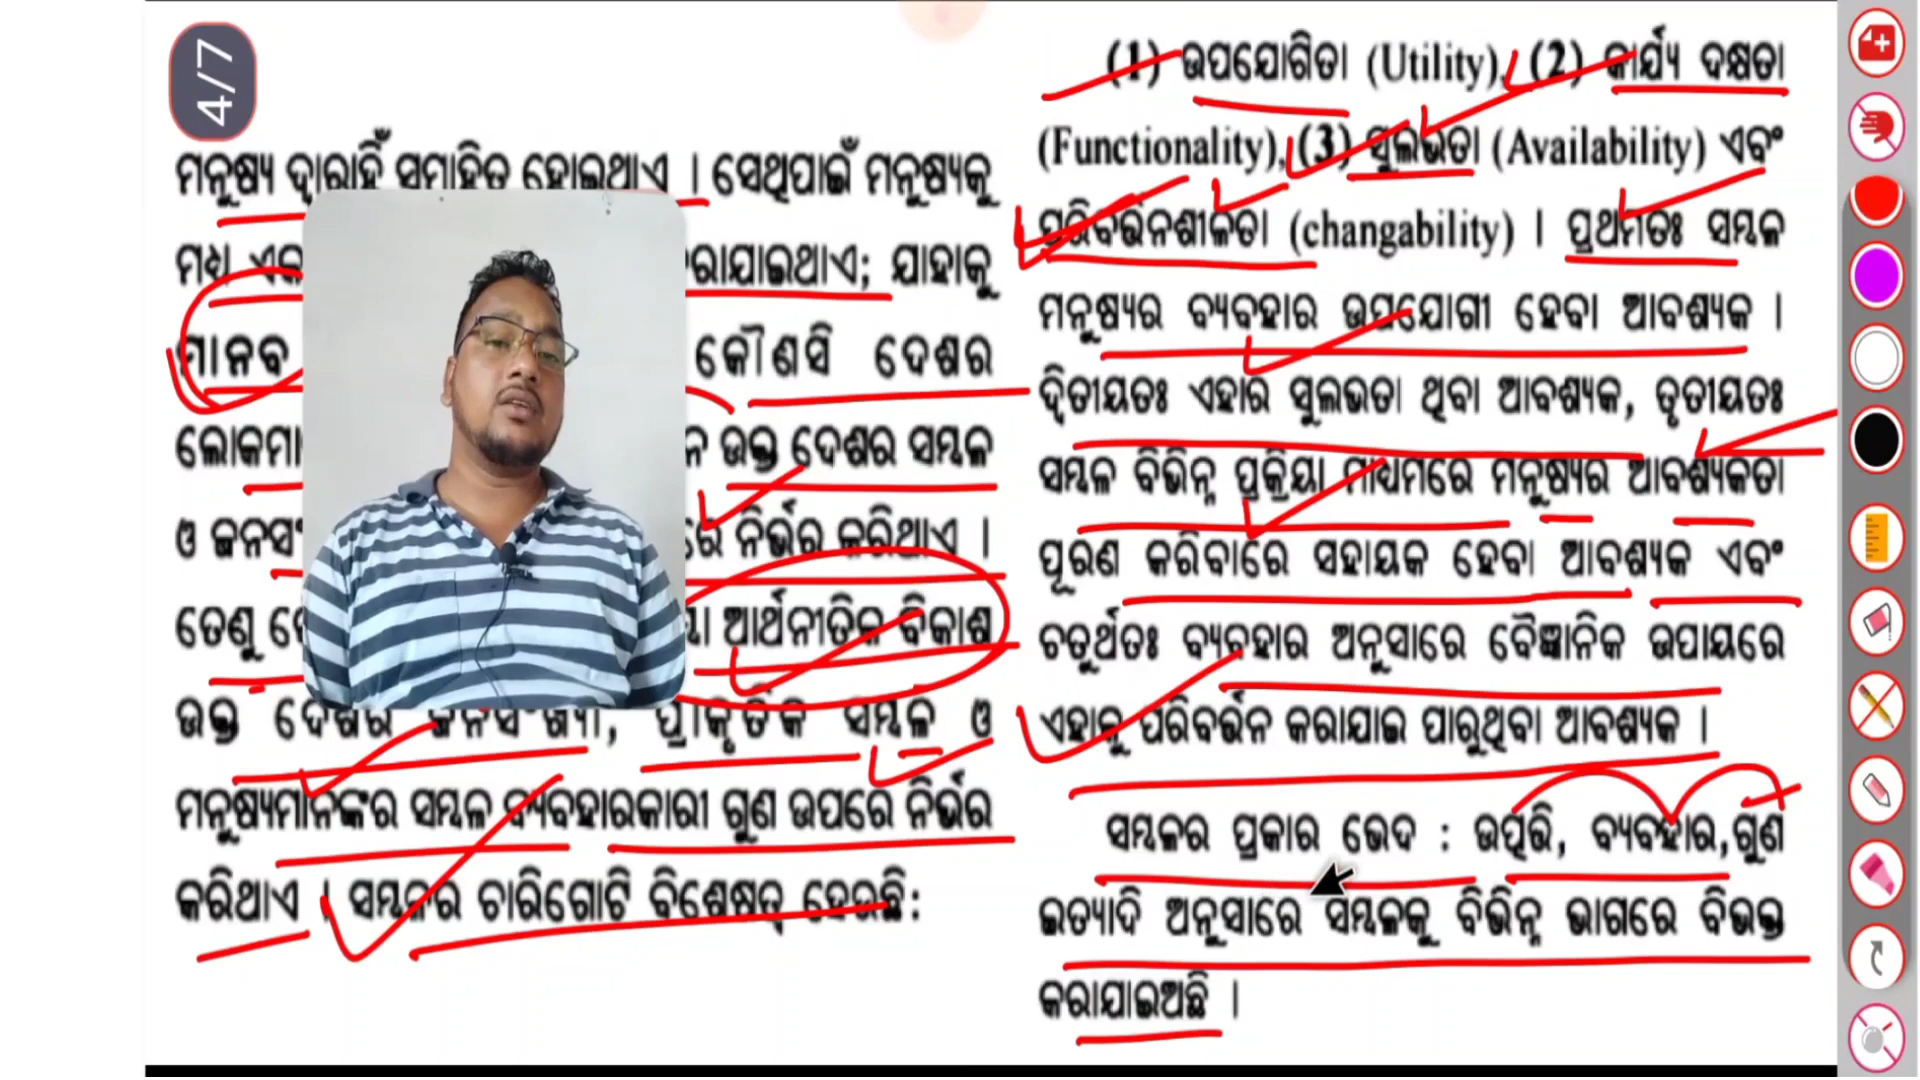 4/7
ମନୁଷ୍ୟ ଦ୍ୱାରାହିଁ ସମାହିତ ହୋଇଥାଏ । ସେଥିପାଇଁ ମନୁଷ୍ୟକୁ
ମଧ୍ୟ ରାଯାଇଥାଏ; ଯାହାକୁ
ମାନବ କୌଣସି ଦେଶର
ଉକ୍ତ ଦେଶର ସମ୍ବଳ
ଓ ନିର୍ଭର କରିଥାଏ ।
ତେଣୁ ଆର୍ଥନୀତିକ ବିକାଶ
ଉକ୍ତ ଦେଶର ଜନସଂଖ୍ୟା, ପ୍ରାକୃତିକ ସମ୍ବଳ ଓ
ମନୁଷ୍ୟମାନଙ୍କର ସମ୍ବଳ ବ୍ୟବହାରକାରୀ ଗୁଣ ଉପରେ ନିର୍ଭର
କରିଥାଏ । ସମ୍ବଳର ଚାରିଗୋଟି ବିଶେଷତ୍ୱ ହେଉଛି:
(1) ଉପଯୋଗିତା (Utility), (2) କାର୍ଯ୍ୟ ଦକ୍ଷତା
(Functionality), (3) ସୁଲଭତା (Availability) ଏବଂ
ପରିବର୍ତ୍ତନଶୀଳତା (changability) । ପ୍ରଥମତଃ ସମ୍ବଳ
ମନୁଷ୍ୟର ବ୍ୟବହାର ଉପଯୋଗୀ ହେବା ଆବଶ୍ୟକ ।
ଦ୍ୱିତୀୟତଃ ଏହାର ସୁଲଭତା ଥିବା ଆବଶ୍ୟକ, ତୃତୀୟତଃ
ସମ୍ବଳ ବିଭିନ୍ନ ପ୍ରକ୍ରିୟା ମାଧ୍ୟମରେ ମନୁଷ୍ୟର ଆବଶ୍ୟକତା
ପୂରଣ କରିବାରେ ସହାୟକ ହେବା ଆବଶ୍ୟକ ଏବଂ
ଚତୁର୍ଥତଃ ବ୍ୟବହାର ଅନୁସାରେ ବୈଜ୍ଞାନିକ ଉପାୟରେ
ଏହାକୁ ପରିବର୍ତ୍ତନ କରାଯାଇ ପାରୁଥିବା ଆବଶ୍ୟକ ।
ସମ୍ବଳର ପ୍ରକାର ଭେଦ : ଉତ୍ପତ୍ତି, ବ୍ୟବହାର, ଗୁଣ
ଇତ୍ୟାଦି ଅନୁସାରେ ସମ୍ବଳକୁ ବିଭିନ୍ନ ଭାଗରେ ବିଭକ୍ତ
କରାଯାଇଅଛି ।